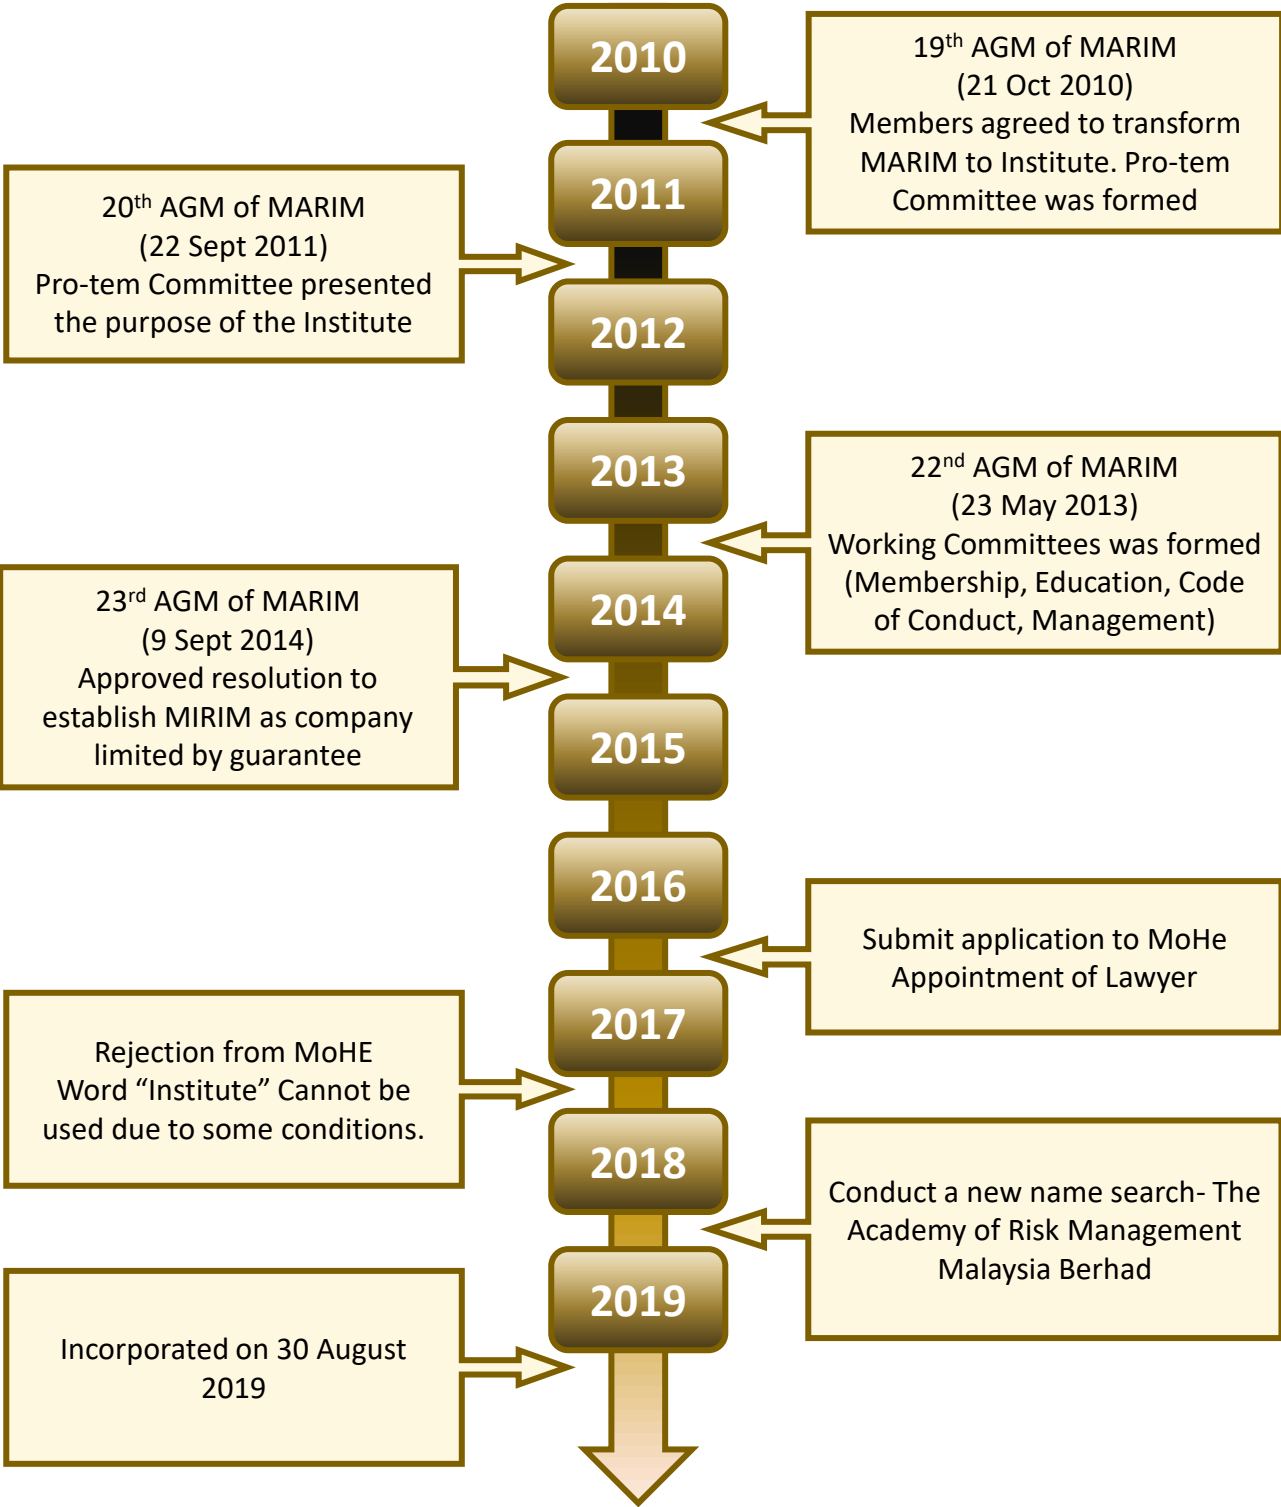 2010
19th AGM of MARIM
(21 Oct 2010)
Members agreed to transform
MARIM to Institute. Pro-tem
Committee was formed
2011
20th AGM of MARIM
(22 Sept 2011)
Pro-tem Committee presented
the purpose of the Institute
2012
2013
22nd AGM of MARIM
(23 May 2013)
Working Committees was formed
(Membership, Education, Code
of Conduct, Management)
2014
23rd AGM of MARIM
(9 Sept 2014)
Approved resolution to
establish MIRIM as company
limited by guarantee
2015
2016
Submit application to MoHe
Appointment of Lawyer
2017
Rejection from MoHE
Word “Institute” Cannot be
used due to some conditions.
2018
Conduct a new name search- The
Academy of Risk Management
Malaysia Berhad
2019
Incorporated on 30 August
2019